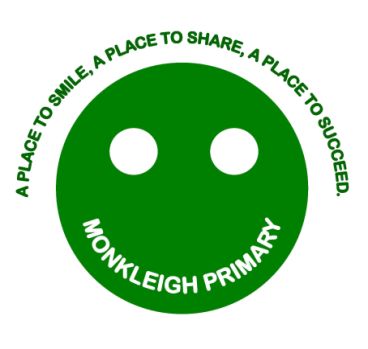 A PLACE TO SMILE, A PLACE TO SHARE, A PLACE TO SUCCEED.
MONKLEIGH PRIMARY